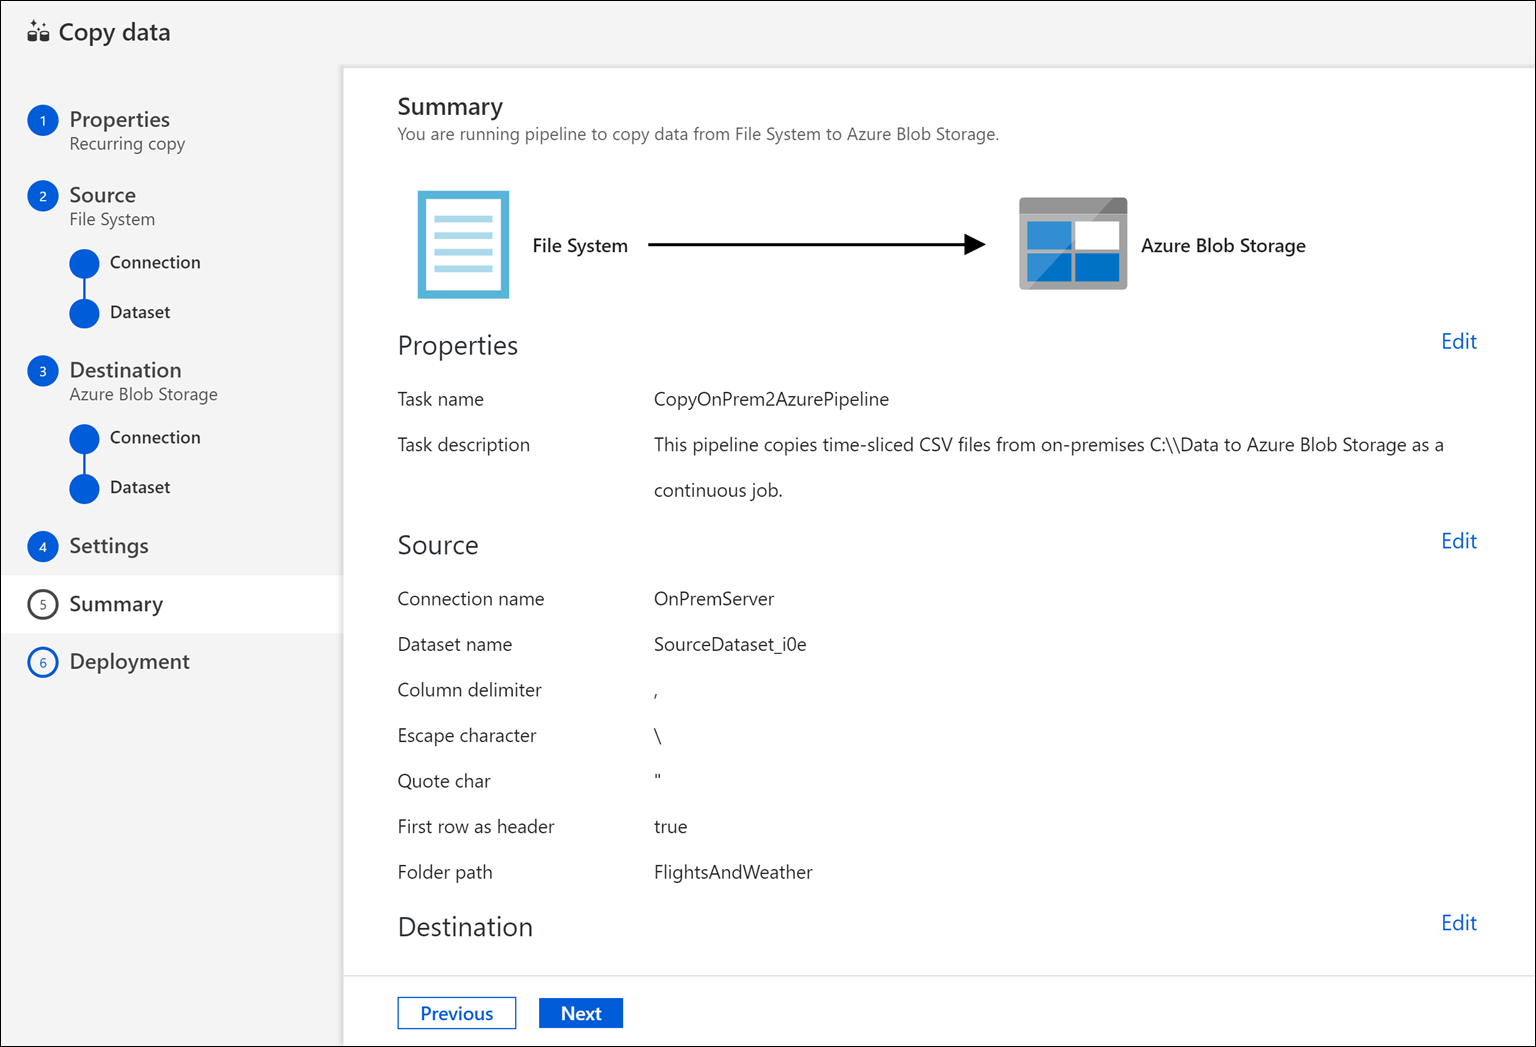 Copy data
1 Properties
Recurring copy
2 Source
File System
Connection
Dataset
3 Destination
Azure Blob Storage
Connection
Dataset
4 Settings
5 Summary
6 Deployment
Summary
You are running pipeline to copy data from File System to Azure Blob Storage.
File System
Azure Blob Storage
Properties Edit
Task name CopyOnPrem2AzurePipeline
Task description This pipeline copies time-sliced CSV files from on-premises C:\\Data to Azure Blob Storage as a
continuous job.
Source Edit
Connection name OnPremServer
Dataset name SourceDataset_i0e
Column delimiter ,
Escape character \
Quote char "
First row as header true
Folder path FlightsAndWeather
Destination Edit
Previous Next